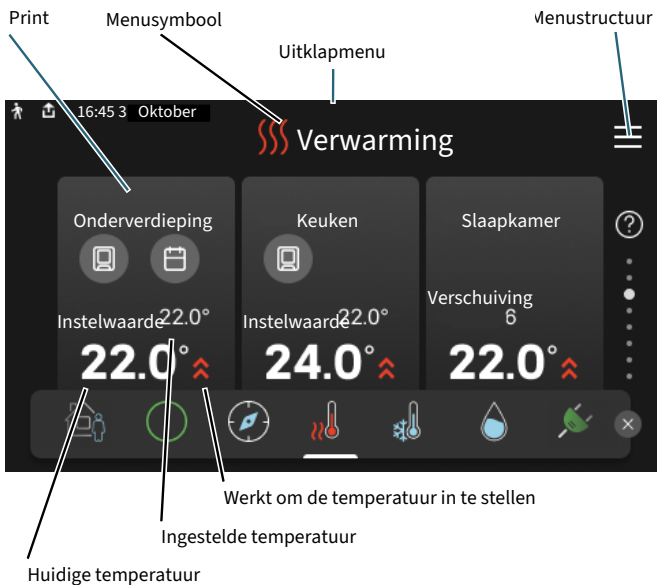 Print
Menusymbool
Menustructuur
Uitklapmenu
16:45 3 Oktober
Verwarming
Onderverdieping
Keuken
Slaapkamer
?
Instelwaarde 22.0°
Instelwaarde 22.0°
Verschuiving
6
22.0°
24.0°
22.0°
Werkt om de temperatuur in te stellen
Ingestelde temperatuur
Huidige temperatuur